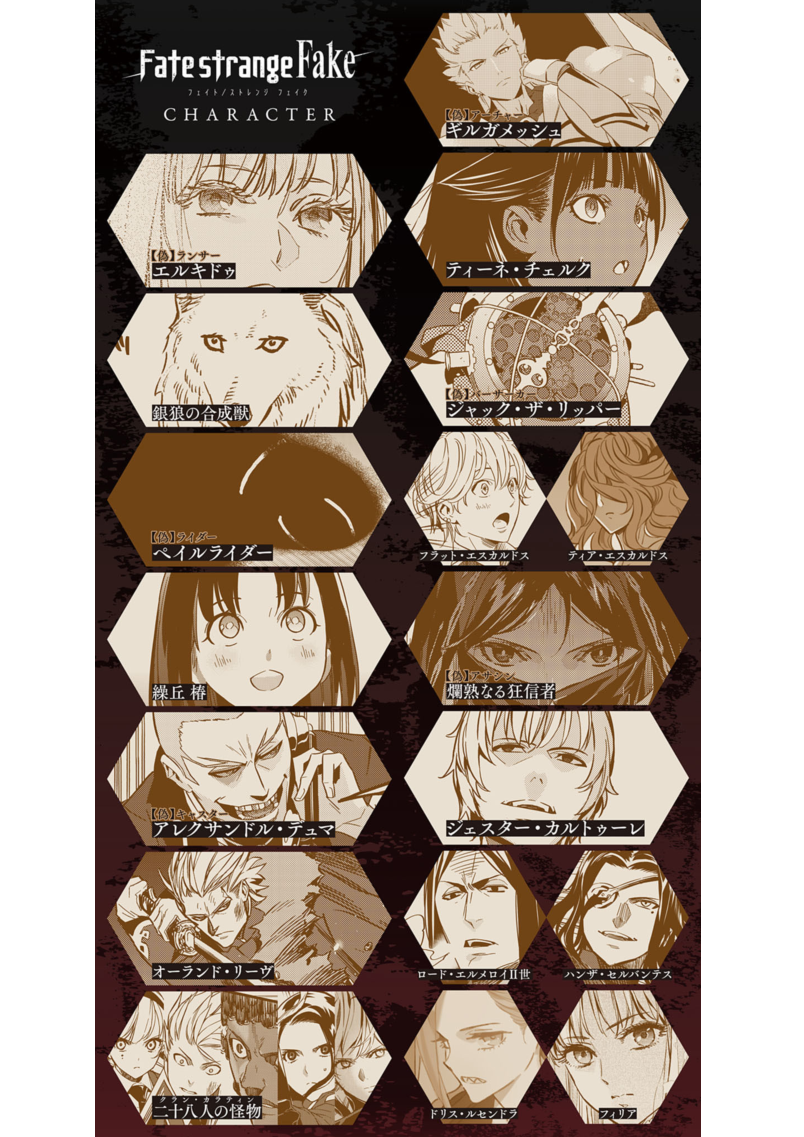 Fate strange Fake
フェイト/ストレンジ フェイク
CHARACTER
【偽】アーチャー
ギルガメッシュ
【偽】ランサー
エルキドゥ
ティーネ・チェルク
銀狼の合成獣
【偽】バーサーカー
ジャック・ザ・リッパー
【偽】ライダー
ペイルライダー
フラット・エスカルドス
ティア・エスカルドス
繰丘 椿
【偽】アサシン
爛熟なる狂信者
【偽】キャスター
アレクサンドル・デュマ
ジェスター・カルトゥーレ
オーランド・リーヴ
ロード・エルメロイⅡ世
ハンザ・セルバンテス
クラン・カラティン
二十八人の怪物
ドリス・ルセンドラ
フィリア